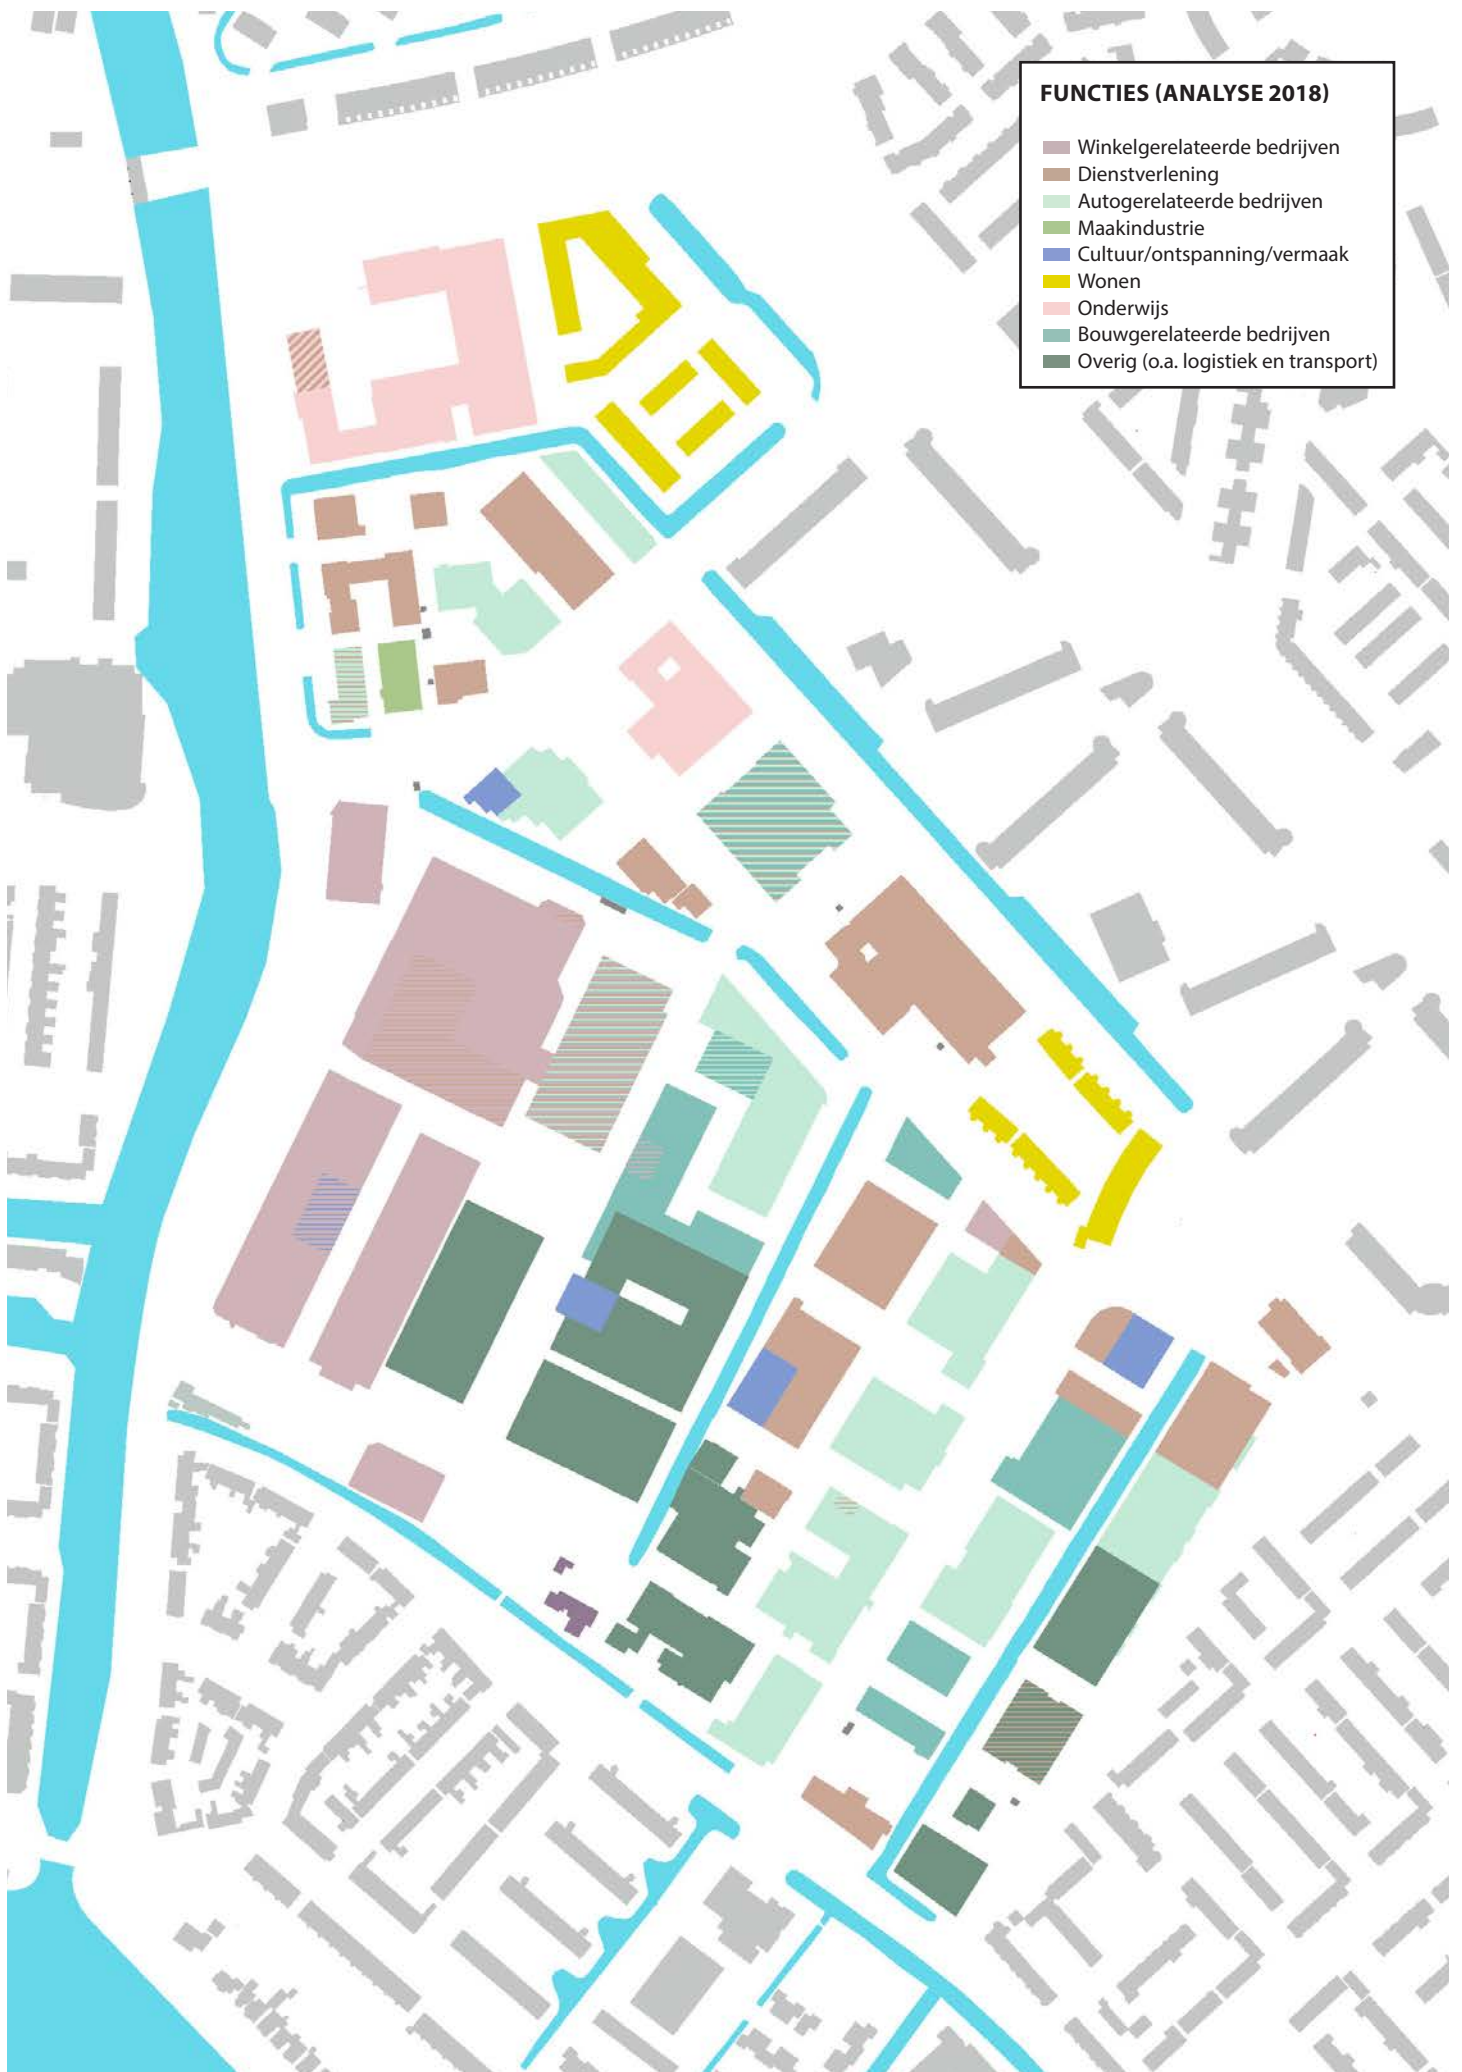 FUNCTIES (ANALYSE 2018)
Winkelgerelateerde bedrijven
Dienstverlening
Autogerelateerde bedrijven
Maakindustrie
Cultuur/ontspanning/vermaak
Wonen
Onderwijs
Bouwgerelateerde bedrijven
Overig (o.a. logistiek en transport)